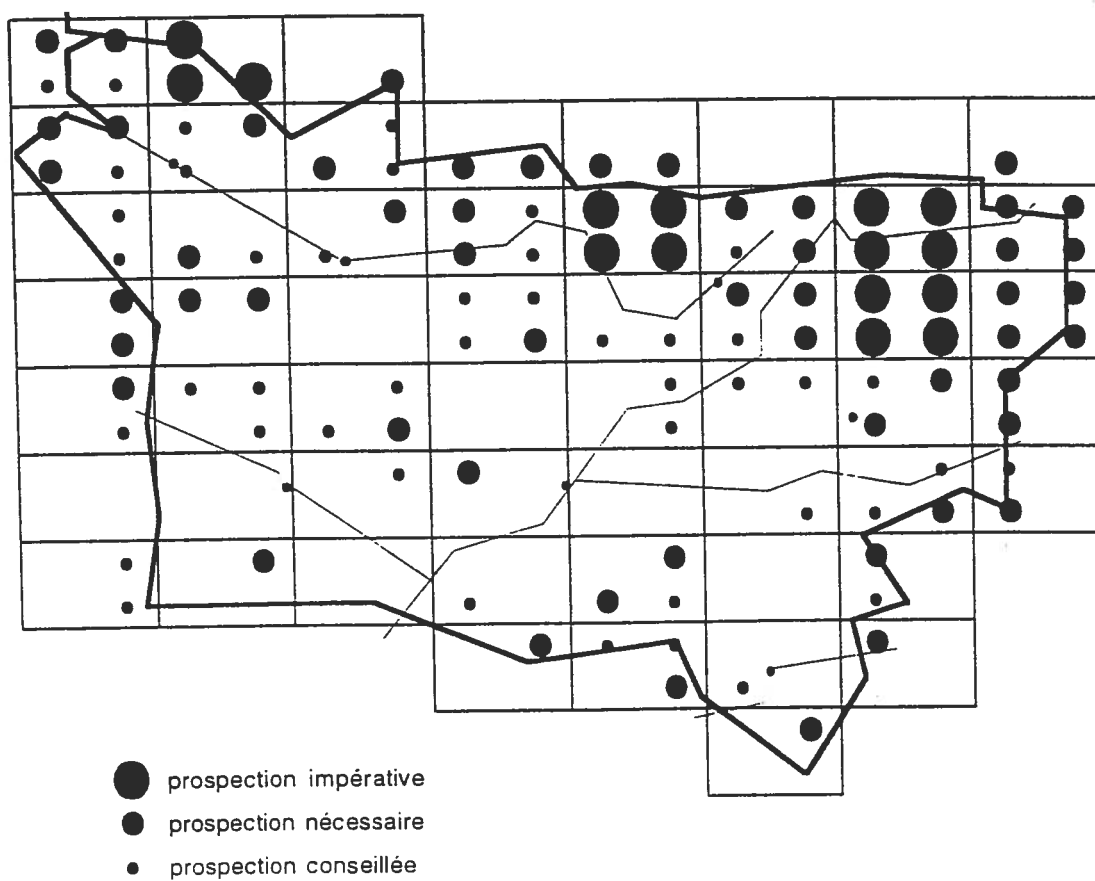 prospection impérative
prospection nécessaire
prospection conseillée